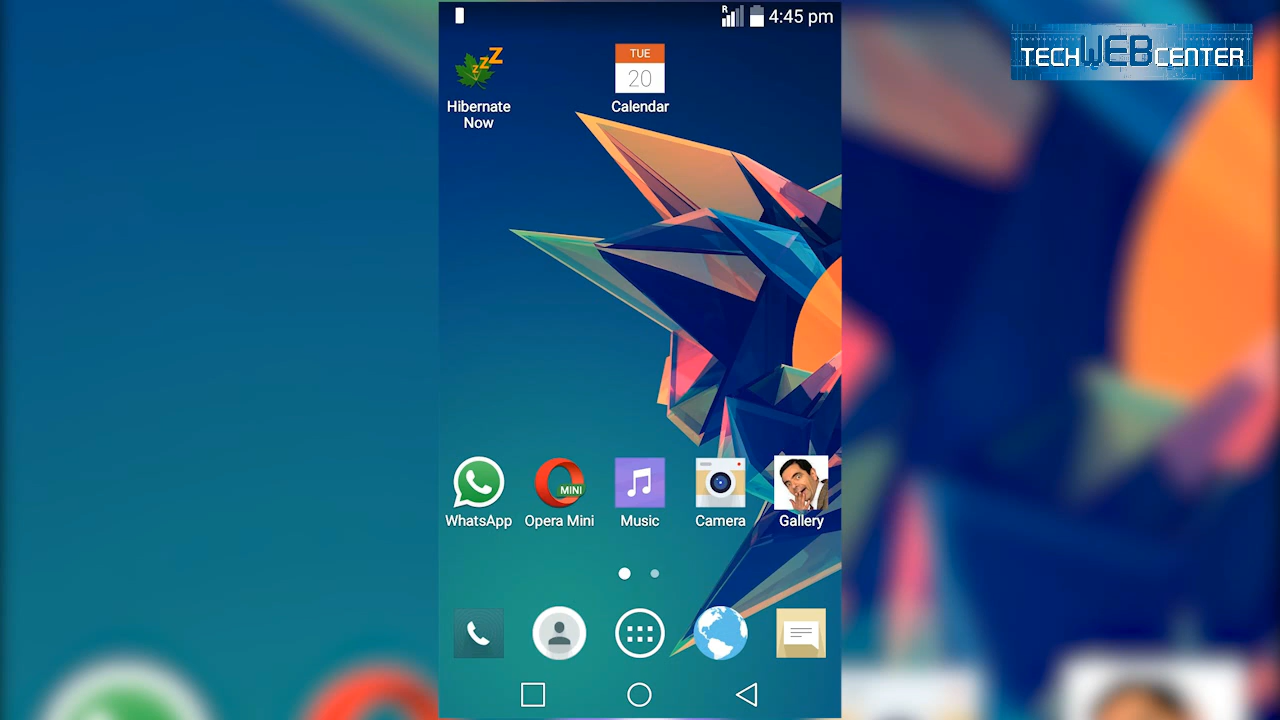 R
4:45 pm
TECHWEBCENTER
TUE
20
Z Z Z
Hibernate
Now
Calendar
MINI
WhatsApp
Opera Mini
Music
Camera
Gallery